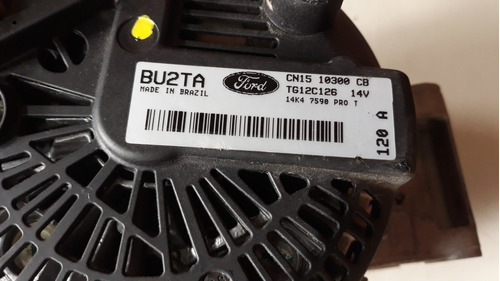 BU2TA
MADE IN BRAZIL
Ford
CN15 10300 CB
TG12C126 14V
14K4 7590 PRO T
120 A